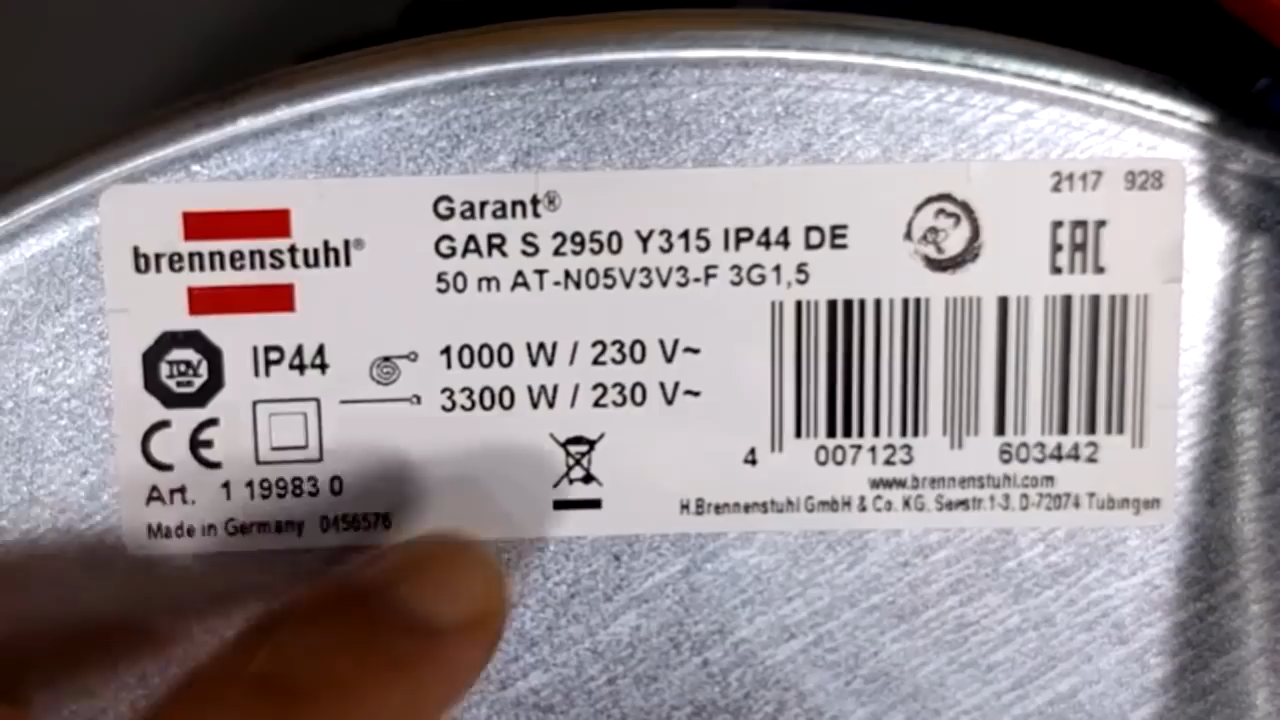 2117 928
brennenstuhl®
Garant®
GAR S 2950 Y315 IP44 DE
50 m AT-N05V3V3-F 3G1,5
EAC
TÜV
SÜD
IP44
1000 W / 230 V~
3300 W / 230 V~
CE
4 007123 603442
Art. 1 19983 0
www.brennenstuhl.com
Made in Germany 0456576
H.Brennenstuhl GmbH & Co. KG, Seestr.1-3, D-72074 Tübingen